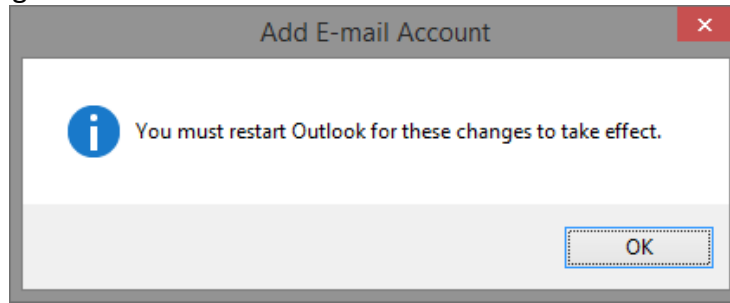 Add E-mail Account
You must restart Outlook for these changes to take effect.
OK